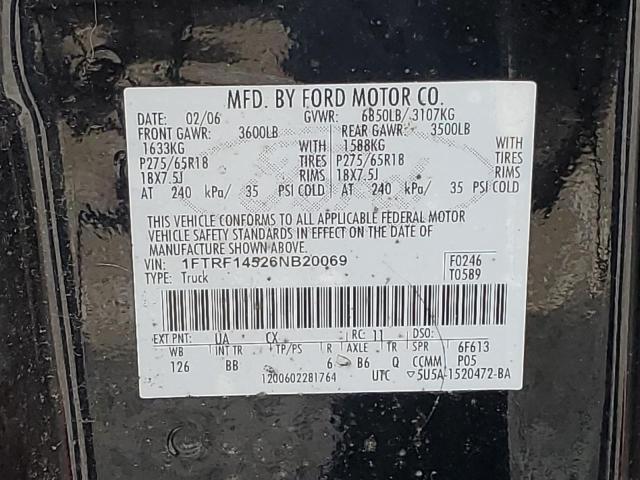 MFD. BY FORD MOTOR CO.
DATE: 02/06 GVWR: 6850LB/ 3107KG
FRONT GAWR: 3600LB REAR GAWR: 3500LB
1633KG WITH 1588KG WITH
P275/65R18 TIRES P275/65R18 TIRES
18X7.5J RIMS 18X7.5J RIMS
AT 240 kPa/ 35 PSI COLD AT 240 kPa/ 35 PSI COLD
THIS VEHICLE CONFORMS TO ALL APPLICABLE FEDERAL MOTOR
VEHICLE SAFETY STANDARDS IN EFFECT ON THE DATE OF
MANUFACTURE SHOWN ABOVE.
VIN: 1FTRF14526NB20069 F0246
TYPE: Truck T0589
EXT PNT: UA CX RC: 11 DSO:
WB INT TR TP/PS R AXLE TR SPR 6F613
126 BB 6 B6 Q CCMM P05
1200602281764 UTC ▽5U5A-1520472-BA